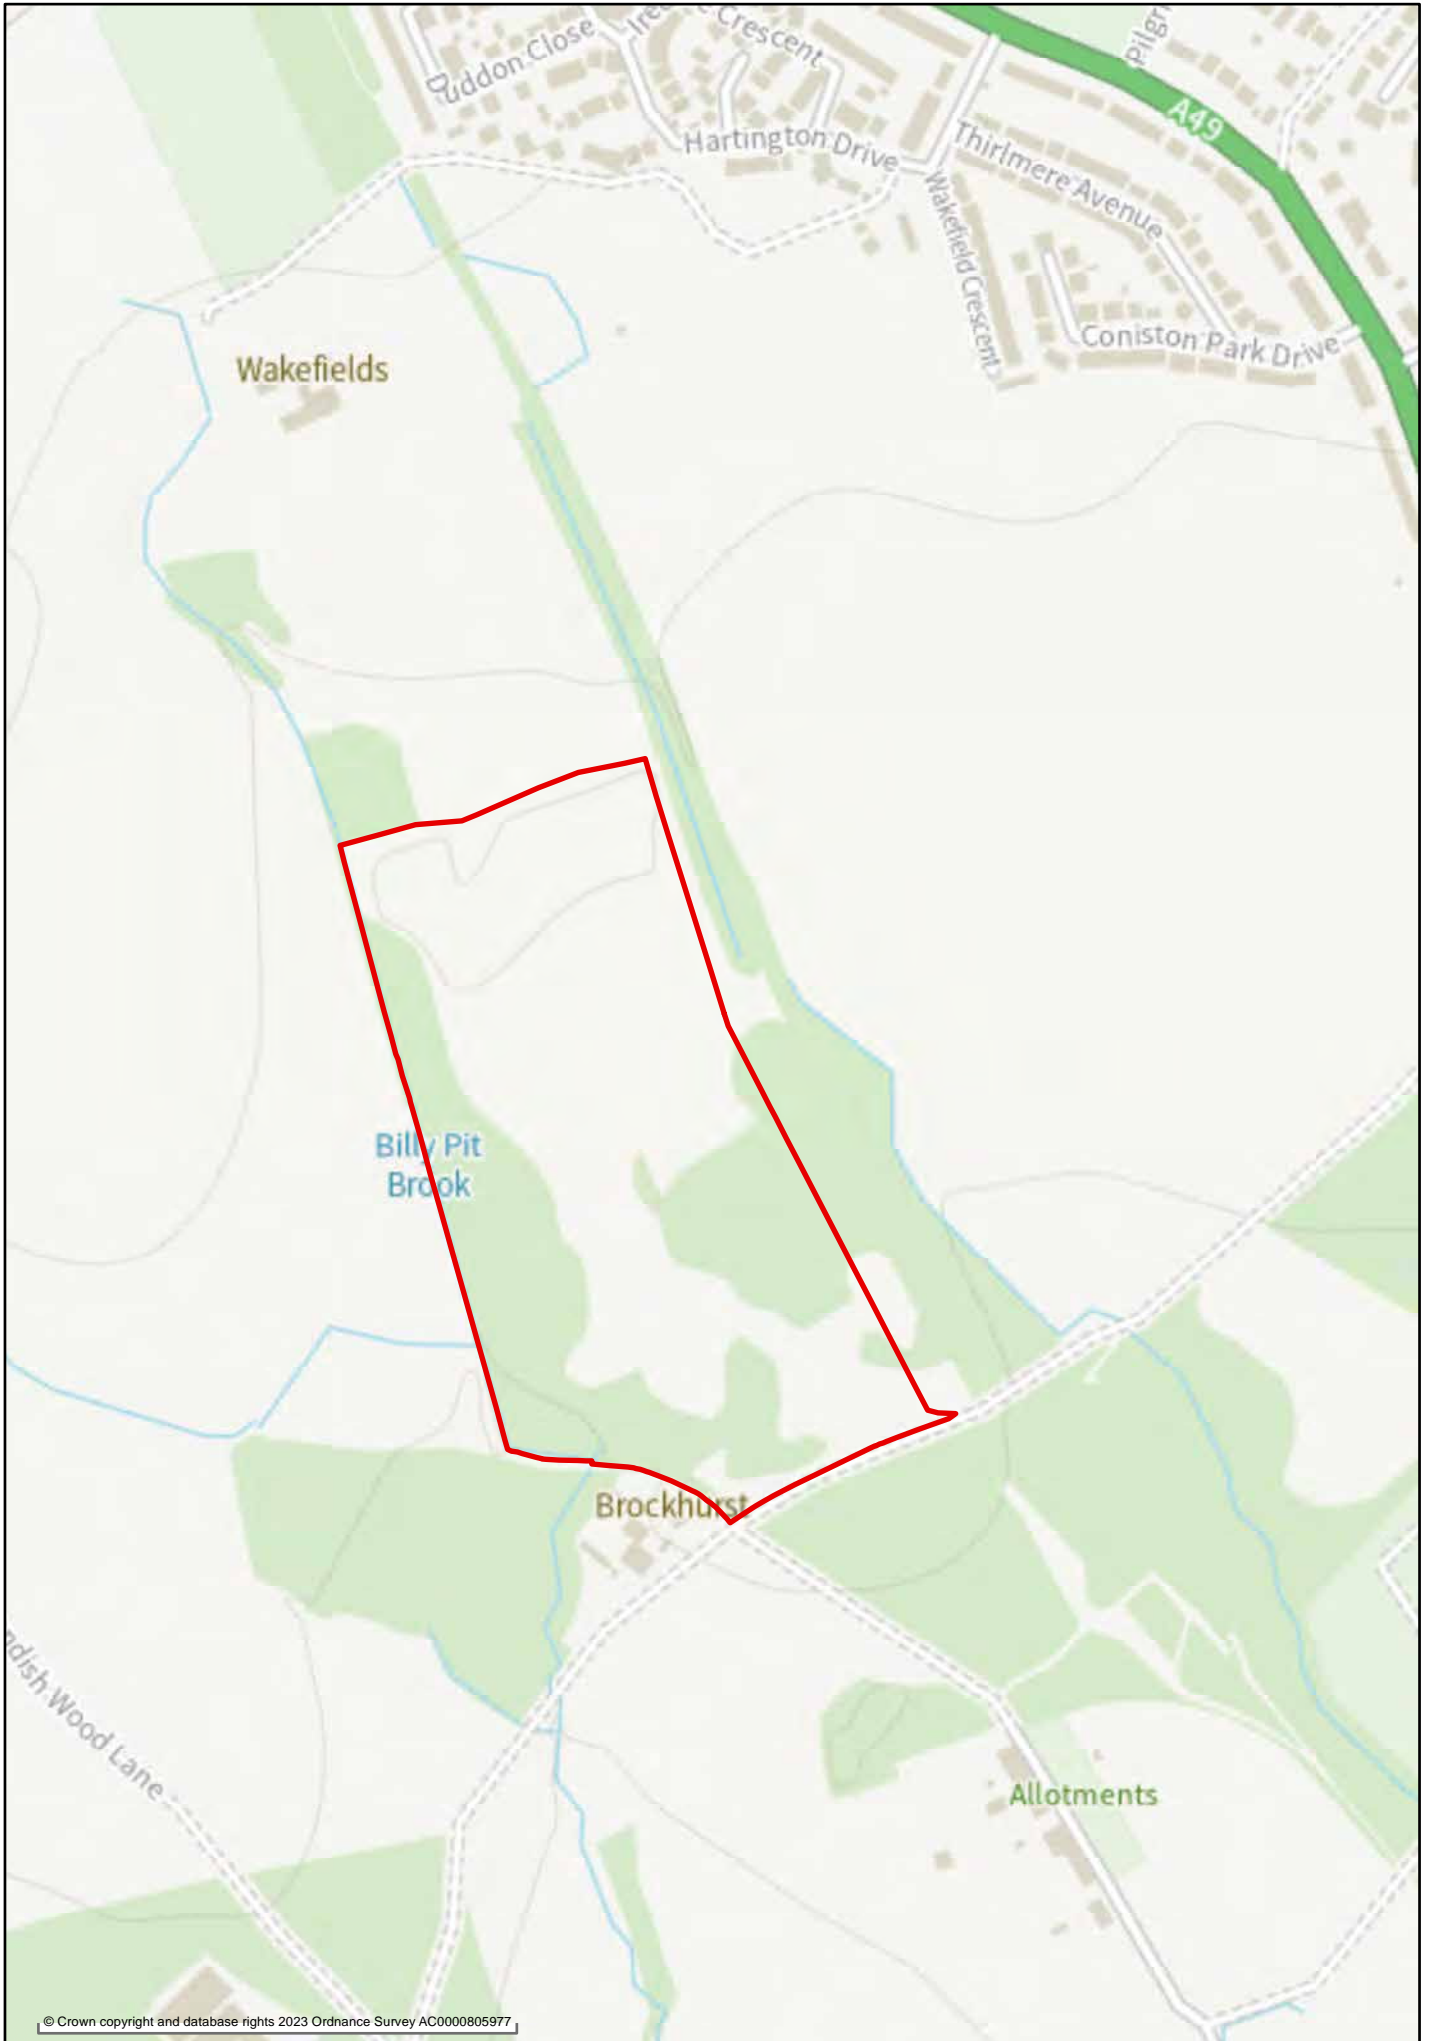 Crescent
Duddon Close
A49
Hartington Drive
Thirlmere Avenue
Wakefield Crescent
Coniston Park Drive
Wakefields
Billy Pit
Brook
Brockhurst
Wood Lane
Allotments
© Crown copyright and database rights 2023 Ordnance Survey AC0000805977